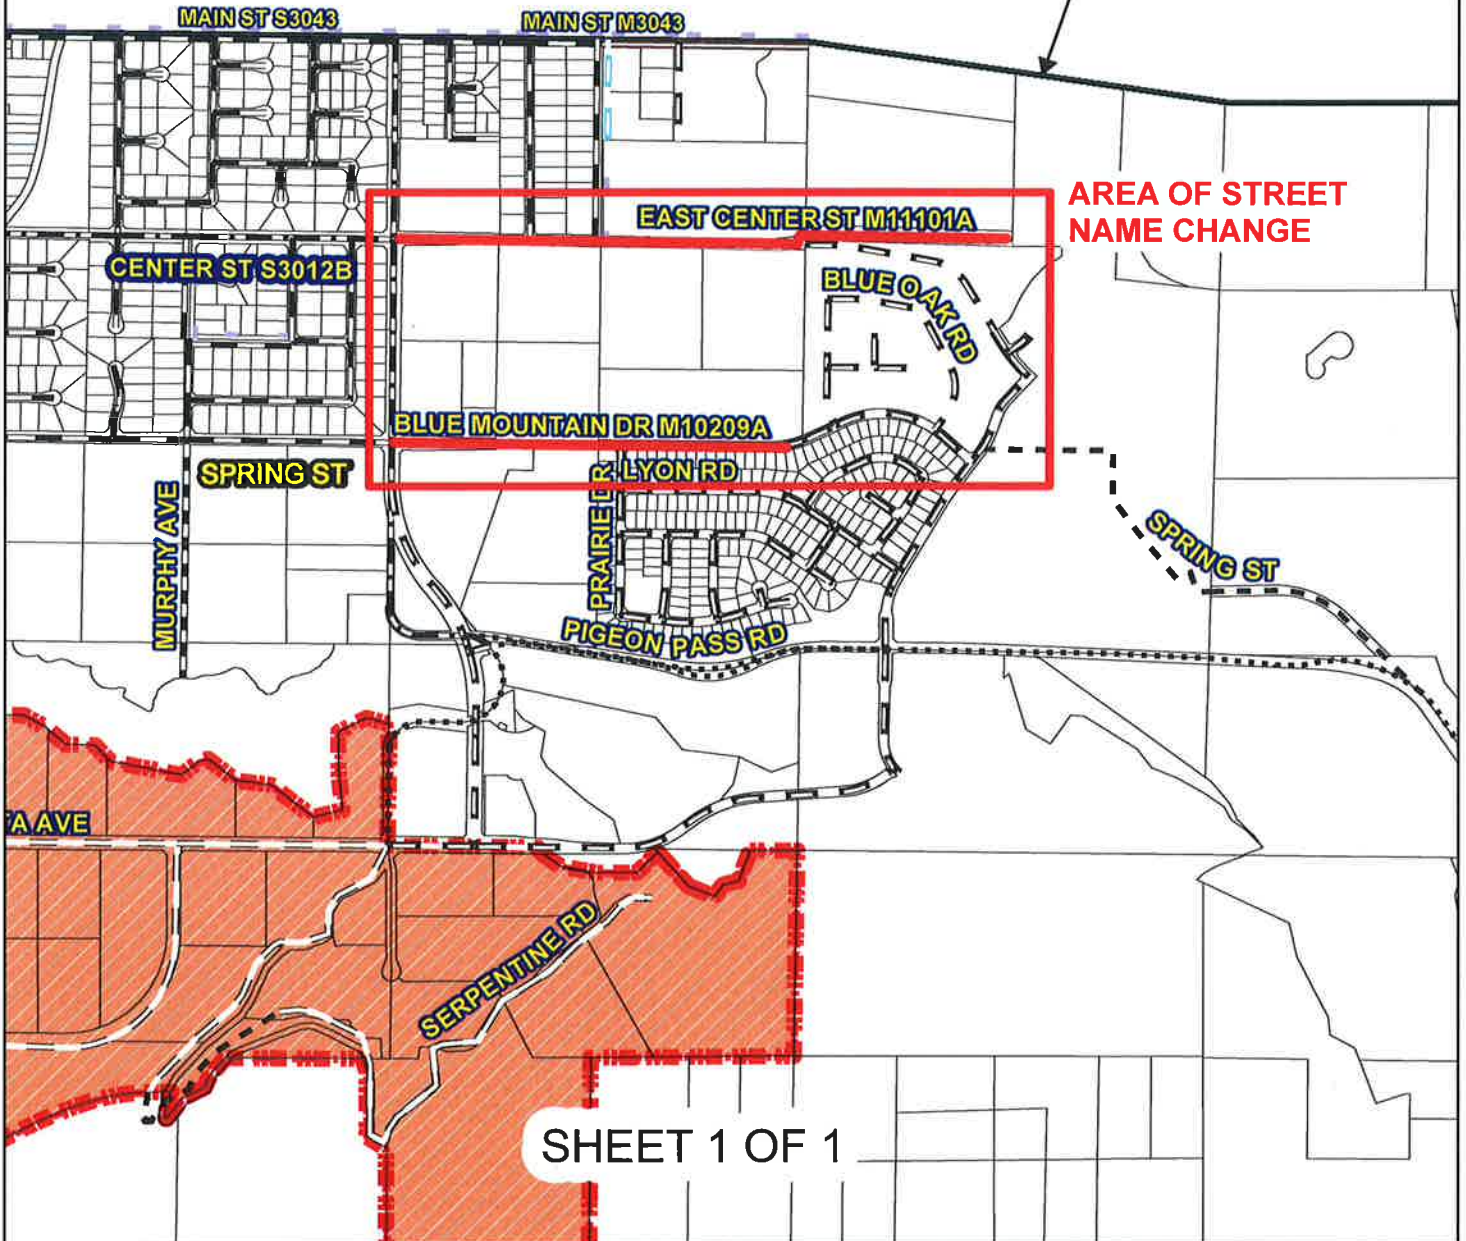 MAIN ST S3043
MAIN ST M3043
AREA OF STREET
NAME CHANGE
EAST CENTER ST M11101A
CENTER ST S3012B
BLUE OAK RD
BLUE MOUNTAIN DR M10209A
SPRING ST
LYON RD
MURPHY AVE
PRAIRIE DR
SPRING ST
PIGEON PASS RD
AVE
SERPENTINE RD
SHEET 1 OF 1